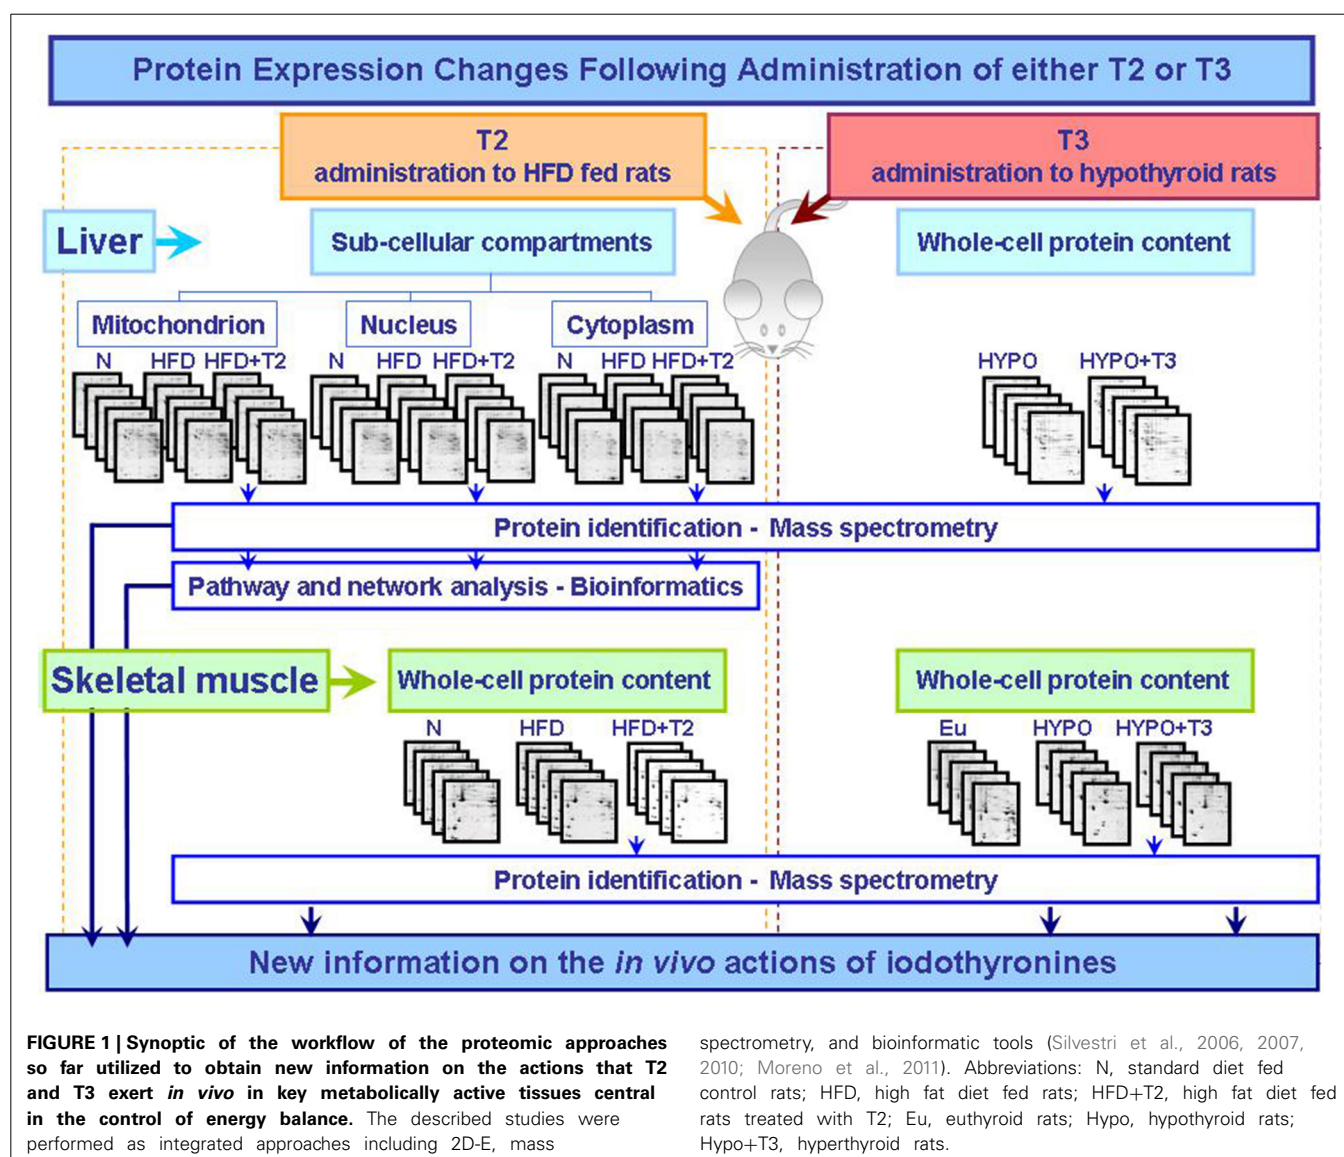 Protein Expression Changes Following Administration of either T2 or T3
T2
administration to HFD fed rats
T3
administration to hypothyroid rats
Liver
Sub-cellular compartments
Whole-cell protein content
Mitochondrion
Nucleus
Cytoplasm
N HFD HFD+T2
N HFD HFD+T2
N HFD HFD+T2
HYPO HYPO+T3
Protein identification - Mass spectrometry
Pathway and network analysis - Bioinformatics
Skeletal muscle
Whole-cell protein content
Whole-cell protein content
N HFD HFD+T2
Eu HYPO HYPO+T3
Protein identification - Mass spectrometry
New information on the in vivo actions of iodothyronines
FIGURE 1 | Synoptic of the workflow of the proteomic approaches
so far utilized to obtain new information on the actions that T2
and T3 exert in vivo in key metabolically active tissues central
in the control of energy balance. The described studies were
performed as integrated approaches including 2D-E, mass
spectrometry, and bioinformatic tools (Silvestri et al., 2006, 2007,
2010; Moreno et al., 2011). Abbreviations: N, standard diet fed
control rats; HFD, high fat diet fed rats; HFD+T2, high fat diet fed
rats treated with T2; Eu, euthyroid rats; Hypo, hypothyroid rats;
Hypo+T3, hyperthyroid rats.